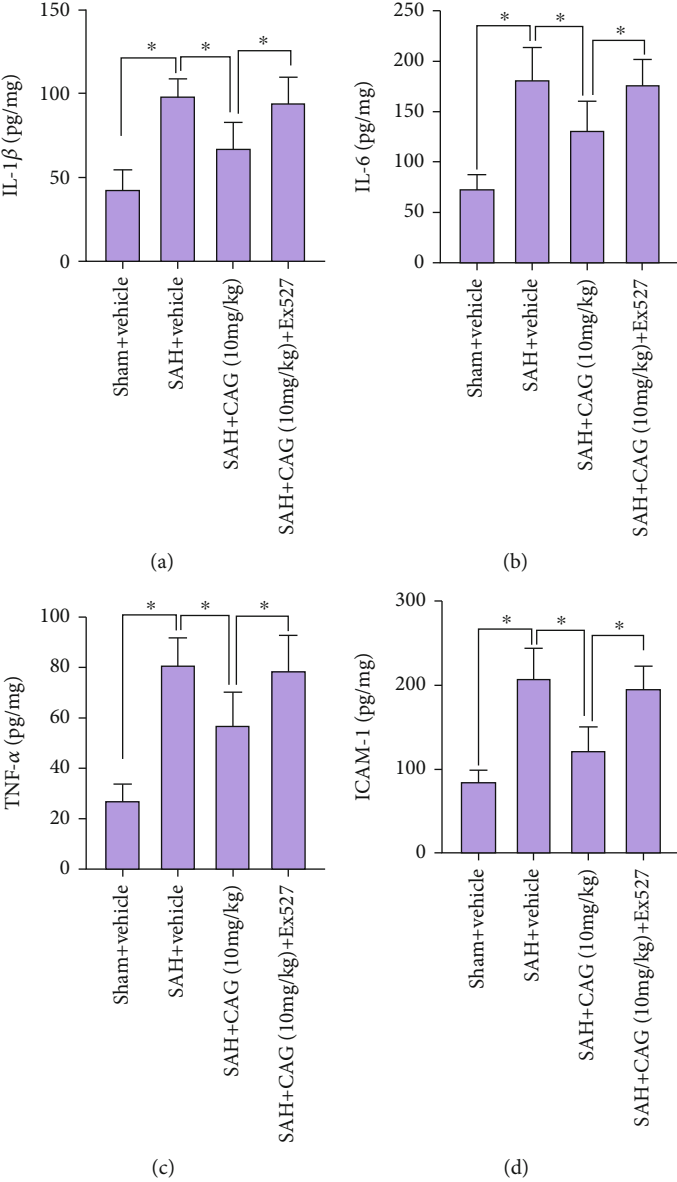 150
100
50
0
IL-1β (pg/mg)
*
*
*
Sham+vehicle
SAH+vehicle
SAH+CAG (10mg/kg)
SAH+CAG (10mg/kg)+Ex527
(a)
250
200
150
100
50
0
IL-6 (pg/mg)
*
*
*
Sham+vehicle
SAH+vehicle
SAH+CAG (10mg/kg)
SAH+CAG (10mg/kg)+Ex527
(b)
100
80
60
40
20
0
TNF-α (pg/mg)
*
*
*
Sham+vehicle
SAH+vehicle
SAH+CAG (10mg/kg)
SAH+CAG (10mg/kg)+Ex527
(c)
300
200
100
0
ICAM-1 (pg/mg)
*
*
*
Sham+vehicle
SAH+vehicle
SAH+CAG (10mg/kg)
SAH+CAG (10mg/kg)+Ex527
(d)